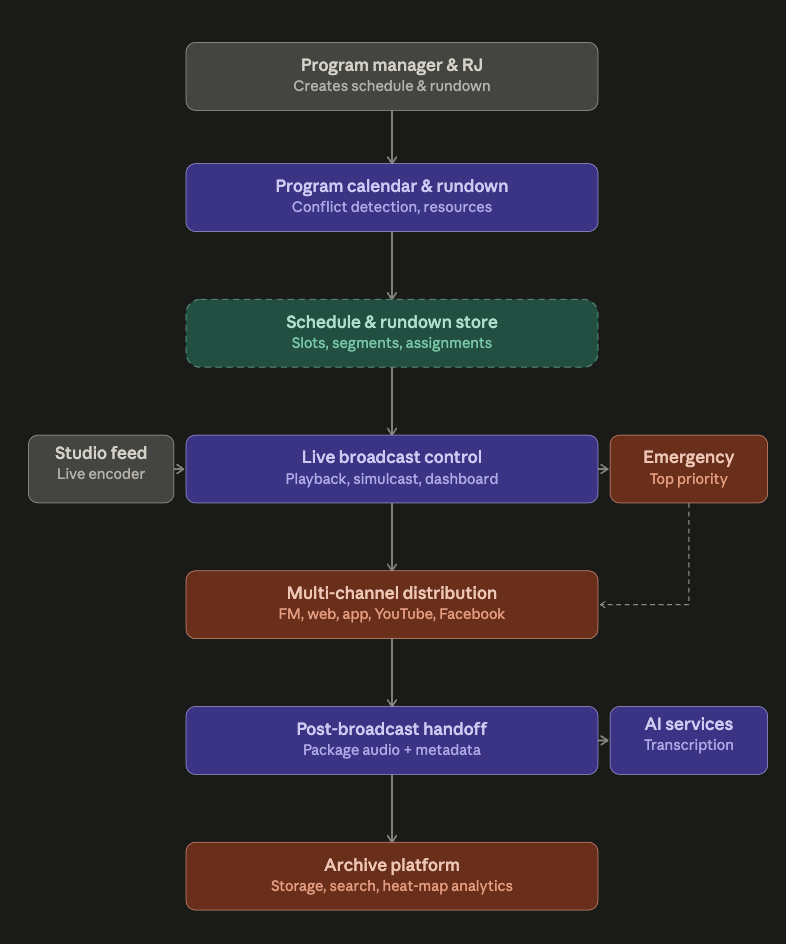 Program manager & RJ
Creates schedule & rundown
Program calendar & rundown
Conflict detection, resources
Schedule & rundown store
Slots, segments, assignments
Studio feed
Live encoder
Live broadcast control
Playback, simulcast, dashboard
Emergency
Top priority
Multi-channel distribution
FM, web, app, YouTube, Facebook
Post-broadcast handoff
Package audio + metadata
AI services
Transcription
Archive platform
Storage, search, heat-map analytics